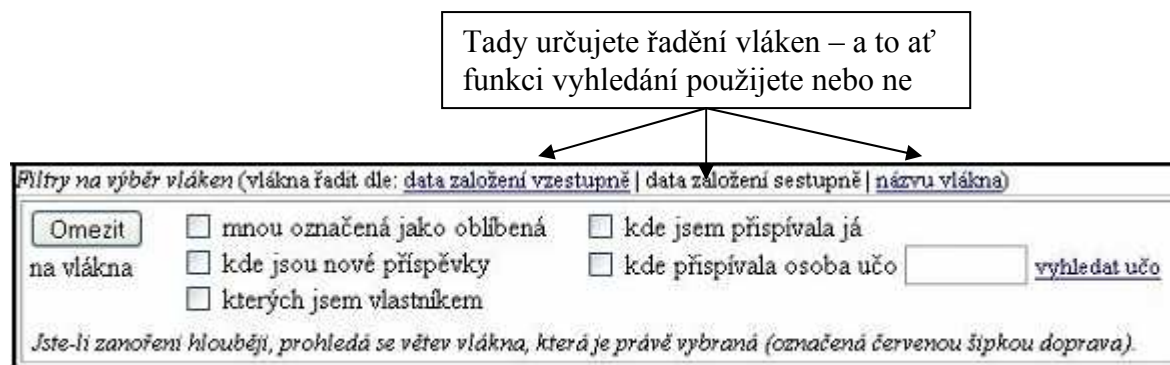 Tady určujete řadění vláken – a to ať
funkci vyhledání použijete nebo ne
Filtry na výběr vláken (vlákna řadit dle: data založení vzestupně | data založení sestupně | názvu vlákna)
Omezit
na vlákna
mnou označená jako oblíbená
kde jsou nové příspěvky
kterých jsem vlastníkem
kde jsem přispívala já
kde přispívala osoba učo vyhledat učo
Jste-li zanoření hlouběji, prohledá se větev vlákna, která je právě vybraná (označená červenou šipkou doprava).